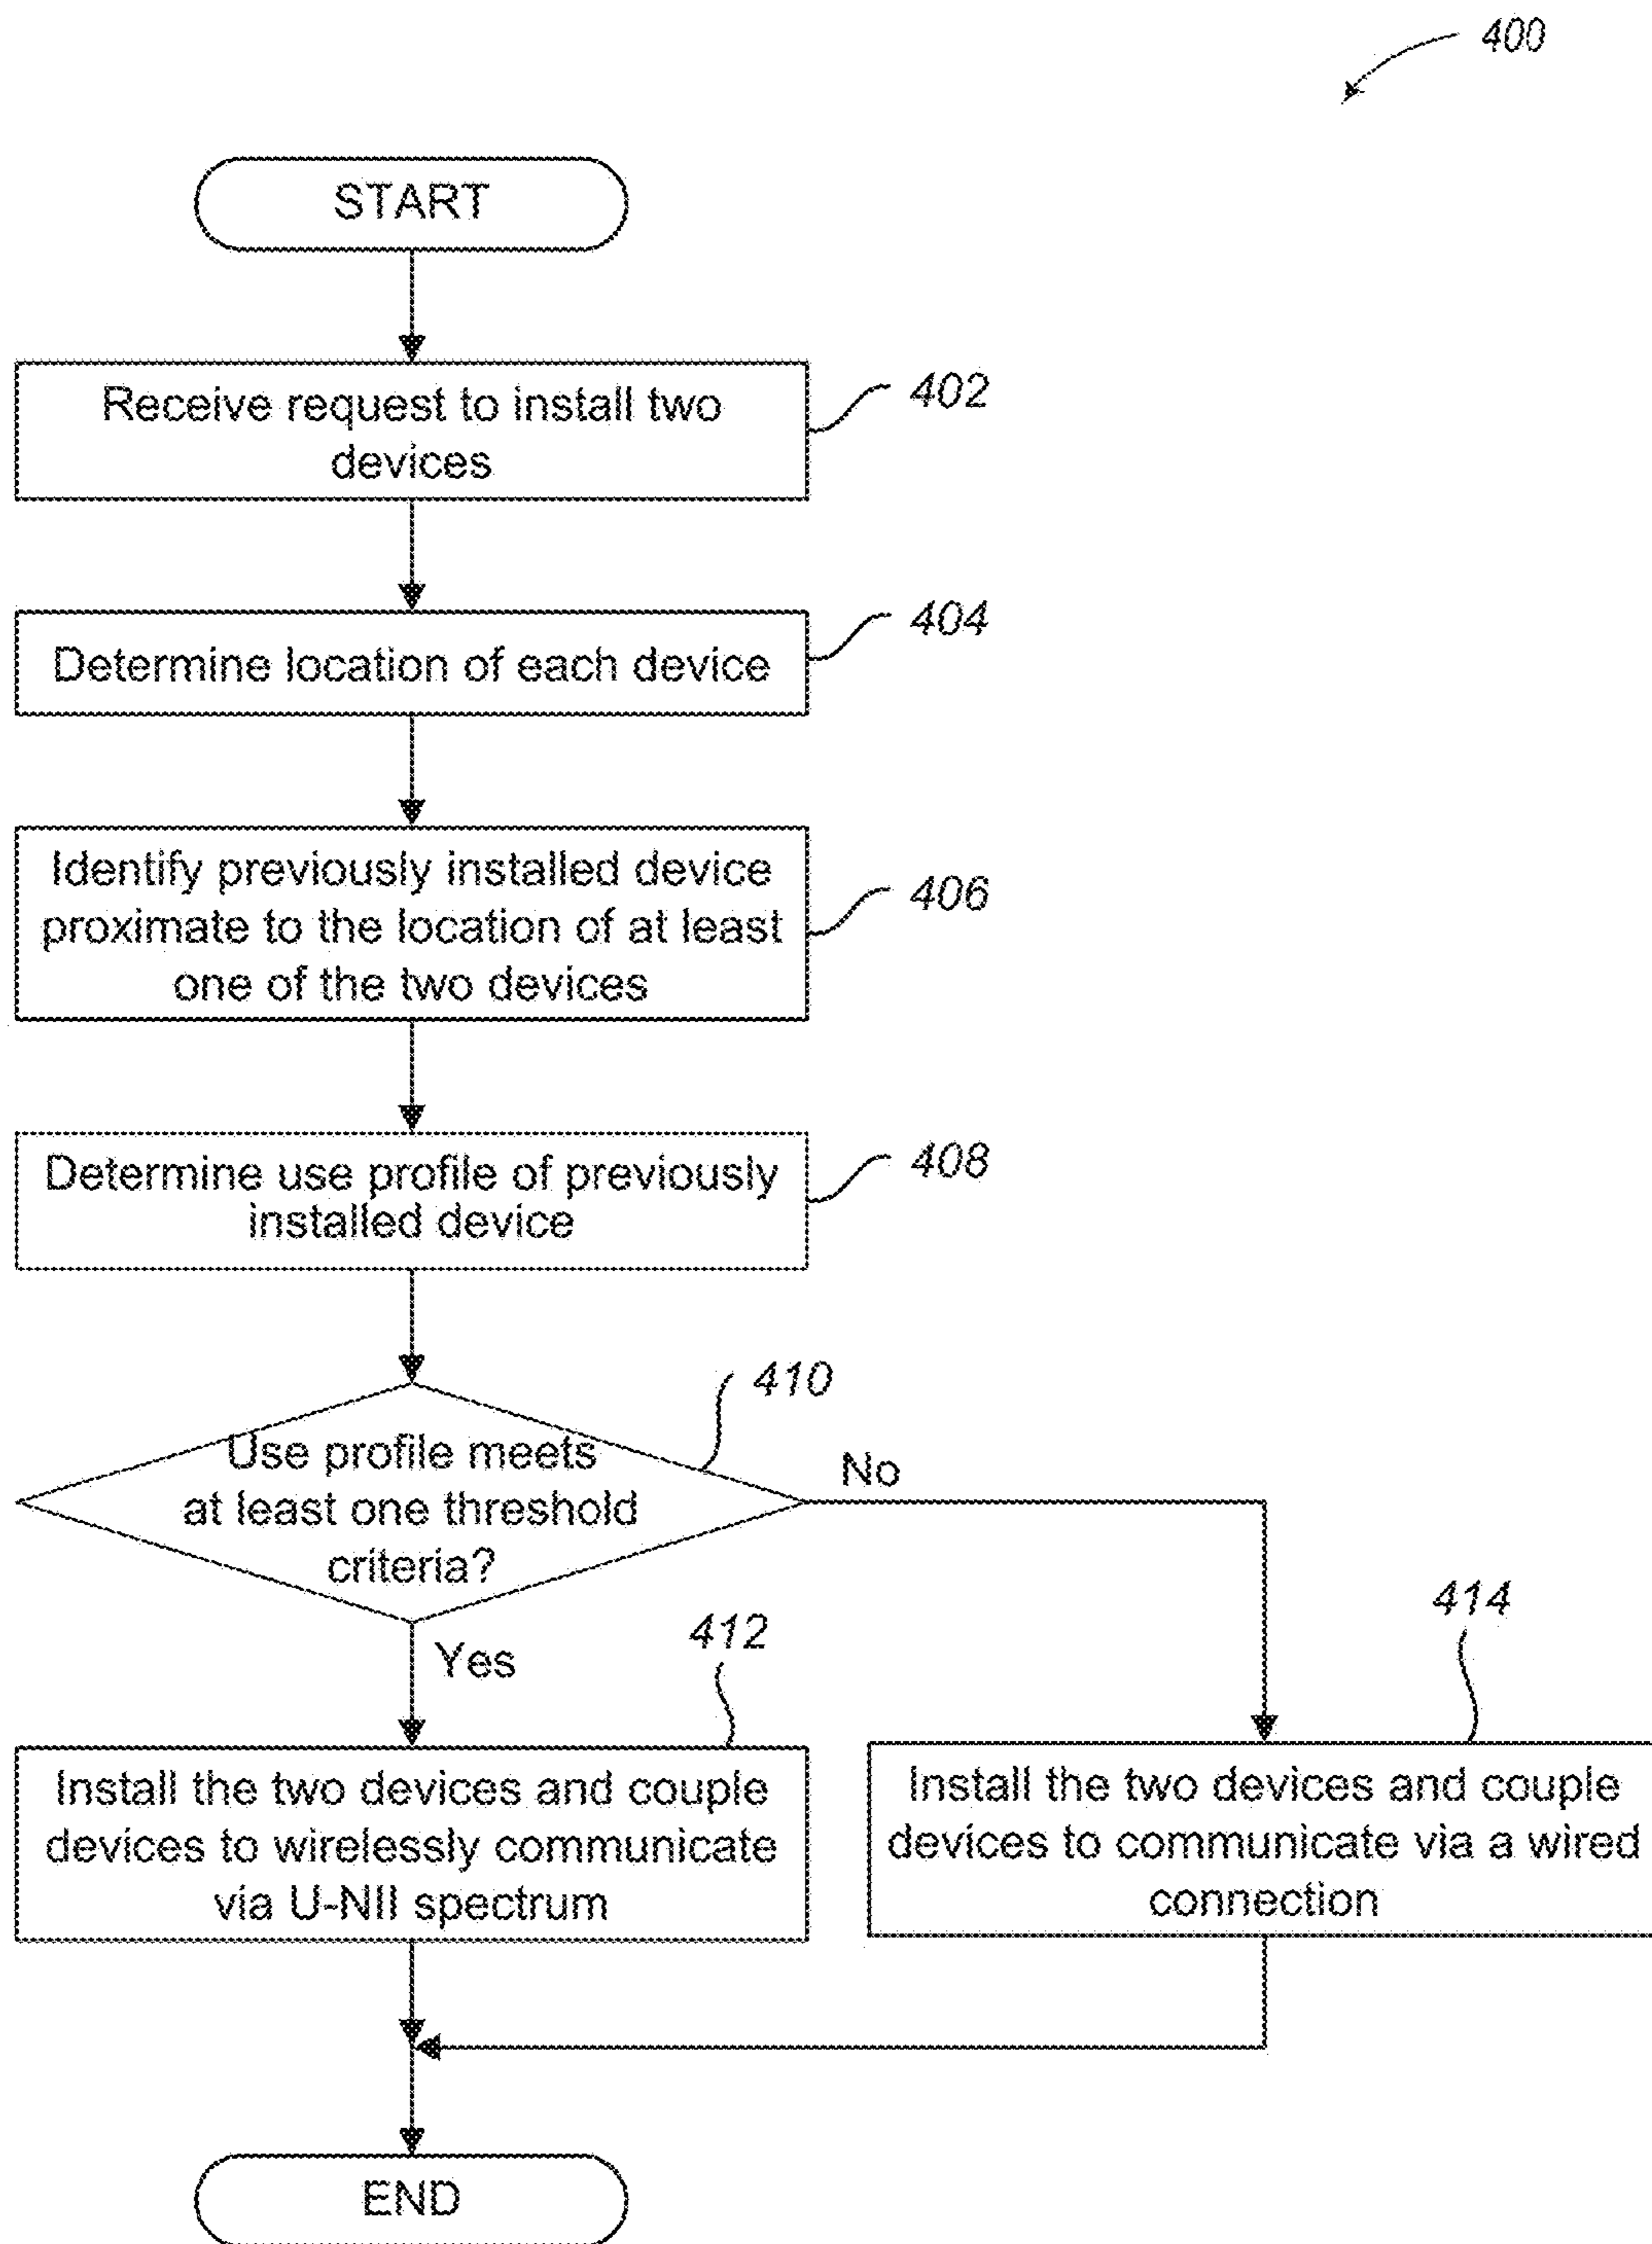 400
START
Receive request to install two
devices
402
Determine location of each device
404
Identify previously installed device
proximate to the location of at least
one of the two devices
406
Determine use profile of previously
installed device
408
410
Use profile meets
at least one threshold
criteria?
No
Yes
412
414
Install the two devices and couple
devices to wirelessly communicate
via U-NII spectrum
Install the two devices and couple
devices to communicate via a wired
connection
END